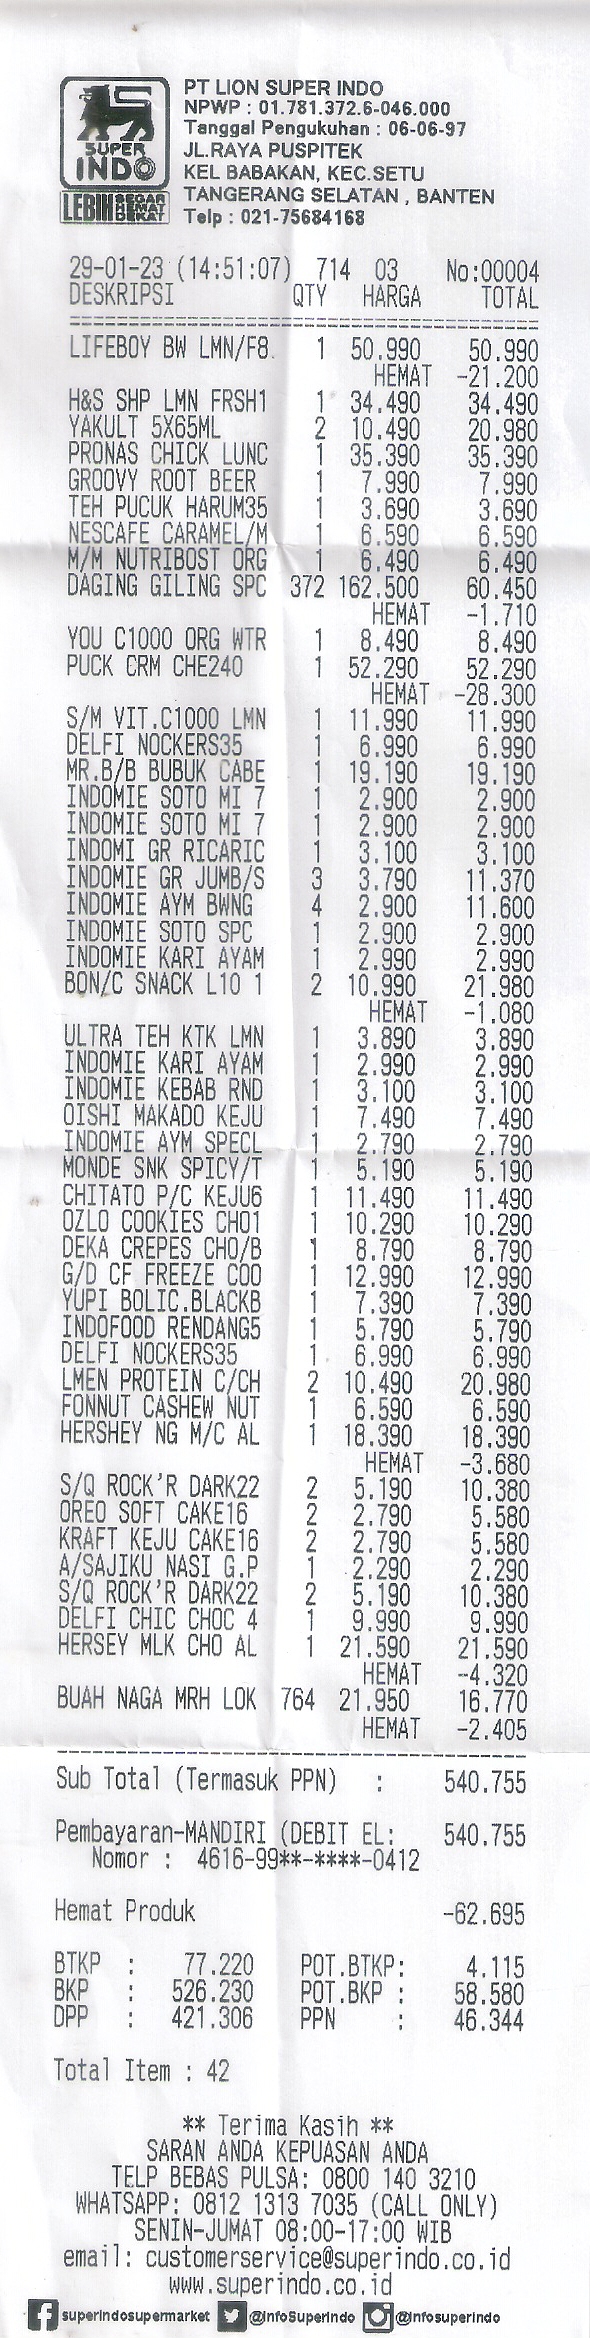 SUPER
INDO
LEBIH SEGAR
HEMAT
DEKAT
PT LION SUPER INDO
NPWP : 01.781.372.6-046.000
Tanggal Pengukuhan : 06-06-97
JL.RAYA PUSPITEK
KEL BABAKAN, KEC.SETU
TANGERANG SELATAN , BANTEN
Telp : 021-75684168
29-01-23 (14:51:07) 714 03 No:00004
DESKRIPSI QTY HARGA TOTAL
LIFEBOY BW LMN/F8. 1 50.990 50.990
HEMAT -21.200
H&S SHP LMN FRSH1 1 34.490 34.490
YAKULT 5X65ML 2 10.490 20.980
PRONAS CHICK LUNC 1 35.390 35.390
GROOVY ROOT BEER 1 7.990 7.990
TEH PUCUK HARUM35 1 3.690 3.690
NESCAFE CARAMEL/M 1 6.590 6.590
M/M NUTRIBOST ORG 1 6.490 6.490
DAGING GILING SPC 372 162.500 60.450
HEMAT -1.710
YOU C1000 ORG WTR 1 8.490 8.490
PUCK CRM CHE240 1 52.290 52.290
HEMAT -28.300
S/M VIT.C1000 LMN 1 11.990 11.990
DELFI NOCKERS35 1 6.990 6.990
MR.B/B BUBUK CABE 1 19.190 19.190
INDOMIE SOTO MI 7 1 2.900 2.900
INDOMIE SOTO MI 7 1 2.900 2.900
INDOMI GR RICARIC 1 3.100 3.100
INDOMIE GR JUMB/S 3 3.790 11.370
INDOMIE AYM BWNG 4 2.900 11.600
INDOMIE SOTO SPC 1 2.900 2.900
INDOMIE KARI AYAM 1 2.990 2.990
BON/C SNACK L10 1 2 10.990 21.980
HEMAT -1.080
ULTRA TEH KTK LMN 1 3.890 3.890
INDOMIE KARI AYAM 1 2.990 2.990
INDOMIE KEBAB RND 1 3.100 3.100
OISHI MAKADO KEJU 1 7.490 7.490
INDOMIE AYM SPECL 1 2.790 2.790
MONDE SNK SPICY/T 1 5.190 5.190
CHITATO P/C KEJU6 1 11.490 11.490
OZLO COOKIES CHO1 1 10.290 10.290
DEKA CREPES CHO/B 1 8.790 8.790
G/D CF FREEZE COO 1 12.990 12.990
YUPI BOLIC.BLACKB 1 7.390 7.390
INDOFOOD RENDANG5 1 5.790 5.790
DELFI NOCKERS35 1 6.990 6.990
LMEN PROTEIN C/CH 2 10.490 20.980
FONNUT CASHEW NUT 1 6.590 6.590
HERSHEY NG M/C AL 1 18.390 18.390
HEMAT -3.680
S/Q ROCK'R DARK22 2 5.190 10.380
OREO SOFT CAKE16 2 2.790 5.580
KRAFT KEJU CAKE16 2 2.790 5.580
A/SAJIKU NASI G.P 1 2.290 2.290
S/Q ROCK'R DARK22 2 5.190 10.380
DELFI CHIC CHOC 4 1 9.990 9.990
HERSEY MLK CHO AL 1 21.590 21.590
HEMAT -4.320
BUAH NAGA MRH LOK 764 21.950 16.770
HEMAT -2.405
Sub Total (Termasuk PPN) : 540.755
Pembayaran-MANDIRI (DEBIT EL: 540.755
Nomor : 4616-99**-****-0412
Hemat Produk -62.695
BTKP : 77.220 POT.BTKP: 4.115
BKP : 526.230 POT.BKP : 58.580
DPP : 421.306 PPN : 46.344
Total Item : 42
** Terima Kasih **
SARAN ANDA KEPUASAN ANDA
TELP BEBAS PULSA: 0800 140 3210
WHATSAPP: 0812 1313 7035 (CALL ONLY)
SENIN-JUMAT 08:00-17:00 WIB
email: customerservice@superindo.co.id
www.superindo.co.id
superindosupermarket @InfoSuperindo @infosuperindo